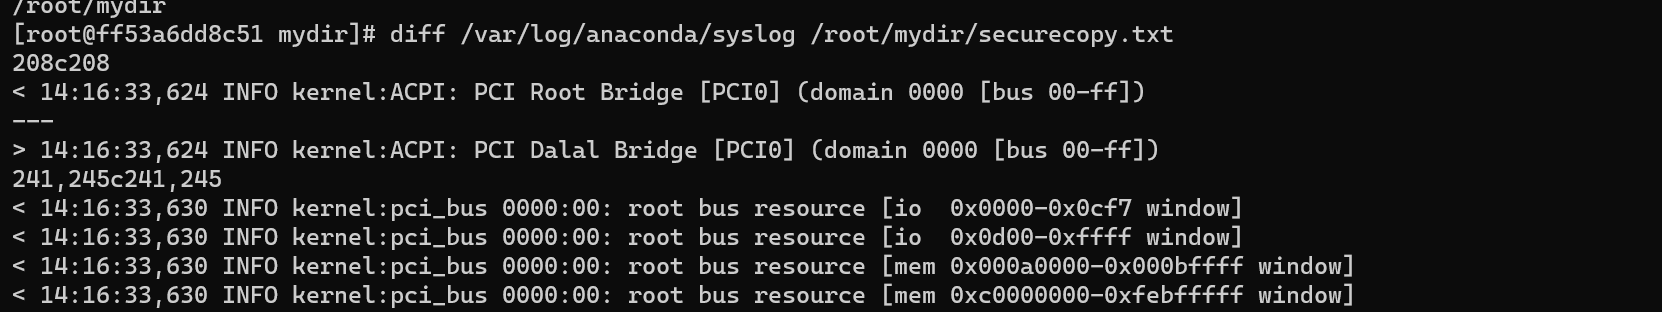 /root/mydir
[root@ff53a6dd8c51 mydir]# diff /var/log/anaconda/syslog /root/mydir/securecopy.txt
208c208
< 14:16:33,624 INFO kernel:ACPI: PCI Root Bridge [PCI0] (domain 0000 [bus 00-ff])
---
> 14:16:33,624 INFO kernel:ACPI: PCI Dalal Bridge [PCI0] (domain 0000 [bus 00-ff])
241,245c241,245
< 14:16:33,630 INFO kernel:pci_bus 0000:00: root bus resource [io  0x0000-0x0cf7 window]
< 14:16:33,630 INFO kernel:pci_bus 0000:00: root bus resource [io  0x0d00-0xffff window]
< 14:16:33,630 INFO kernel:pci_bus 0000:00: root bus resource [mem 0x000a0000-0x000bffff window]
< 14:16:33,630 INFO kernel:pci_bus 0000:00: root bus resource [mem 0xc0000000-0xfebfffff window]